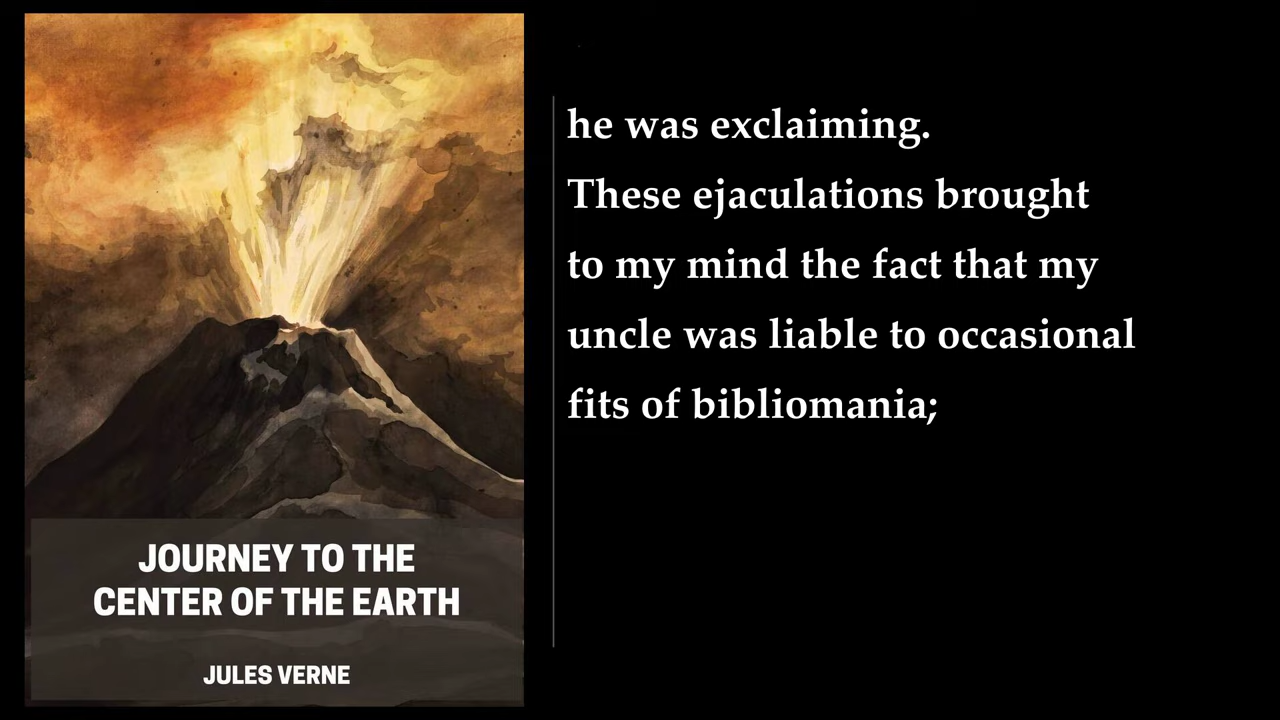 he was exclaiming.
These ejaculations brought
to my mind the fact that my
uncle was liable to occasional
fits of bibliomania;
JOURNEY TO THE
CENTER OF THE EARTH
JULES VERNE